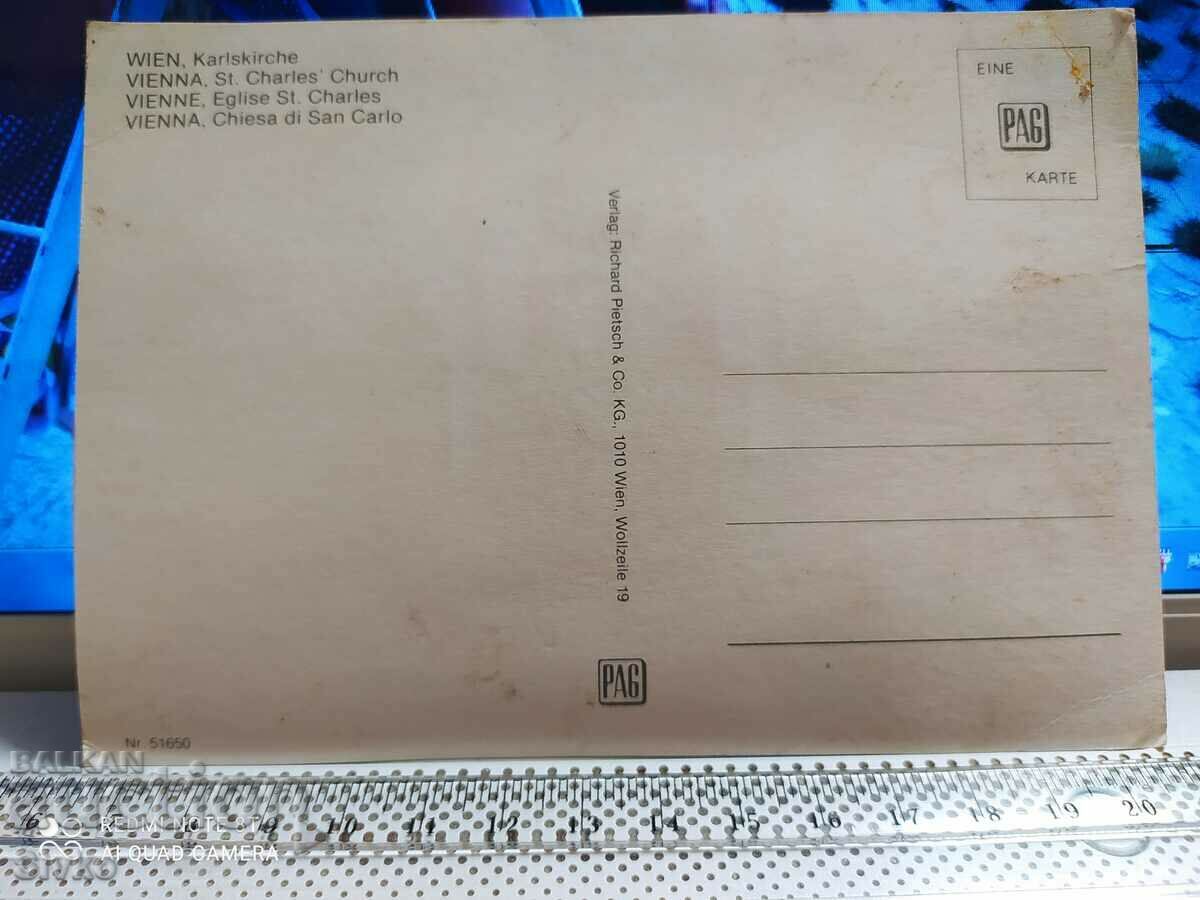 WIEN, Karlskirche
VIENNA, St. Charles' Church
VIENNE, Eglise St. Charles
VIENNA, Chiesa di San Carlo
EINE
PAG
KARTE
Verlag: Richard Pietsch & Co. KG., 1010 Wien, Wollzeile 19
PAG
Nr. 51650
BALKAN
6 9 10 11 12 13 14 15 16 17 18 19 20
REDMI NOTE 8T
AI QUAD CAMERA